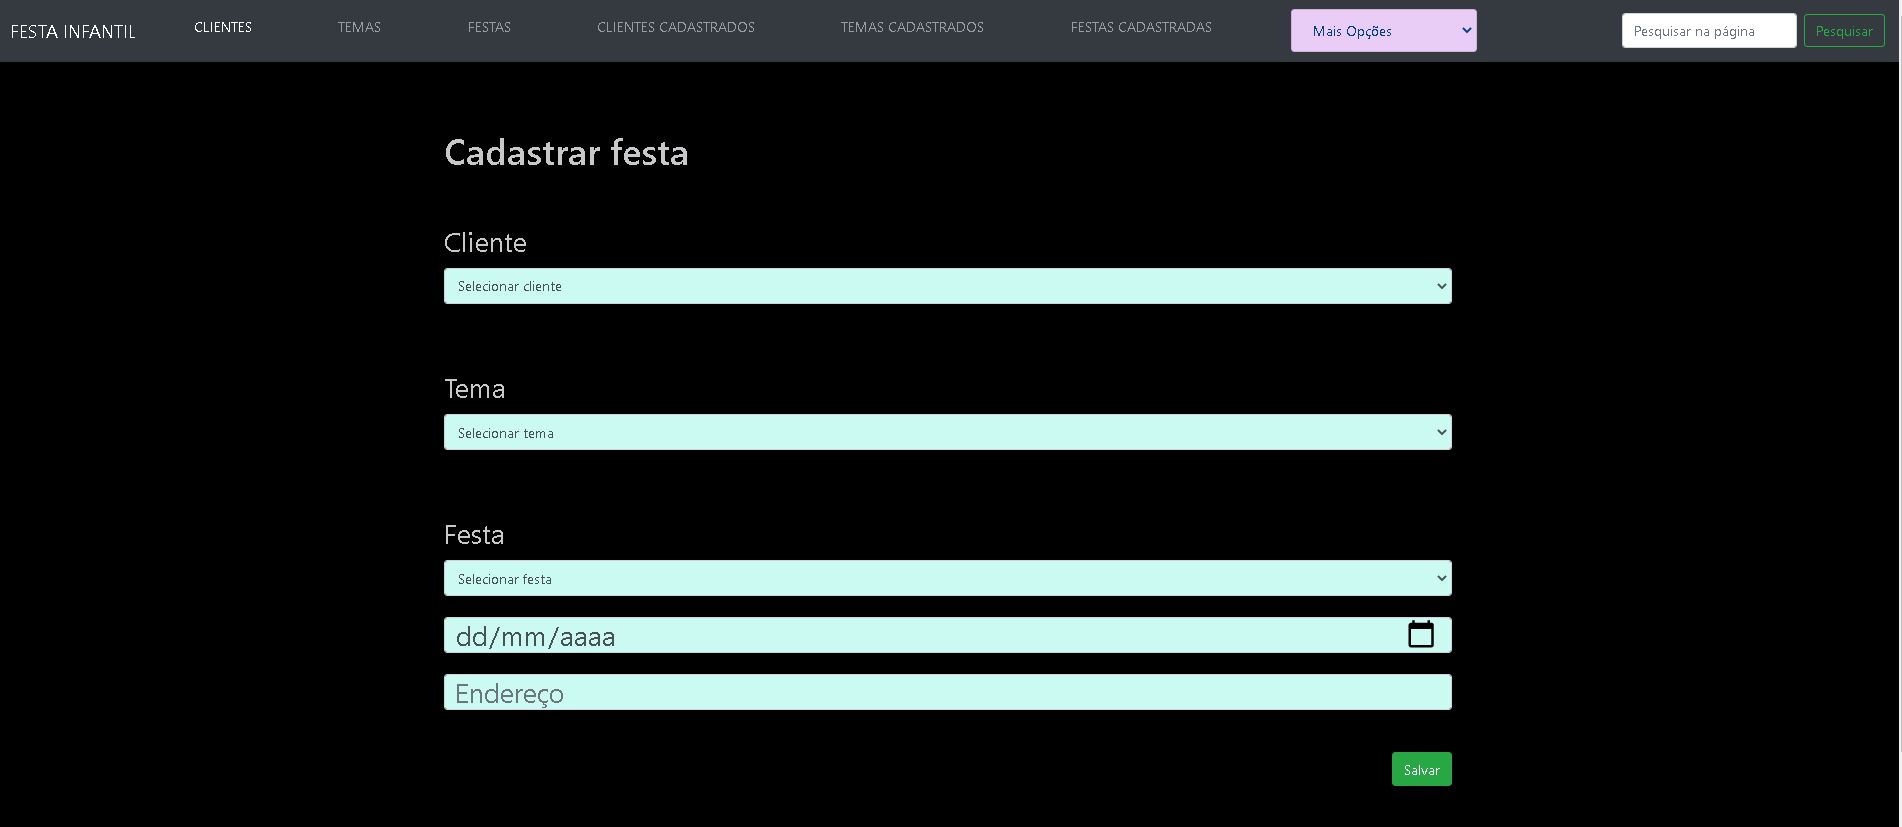 FESTA INFANTIL CLIENTES TEMAS FESTAS CLIENTES CADASTRADOS TEMAS CADASTRADOS FESTAS CADASTRADAS Mais Opções Pesquisar na página Pesquisar
Cadastrar festa
Cliente
Selecionar cliente
Tema
Selecionar tema
Festa
Selecionar festa
dd/mm/aaaa
Endereço
Salvar